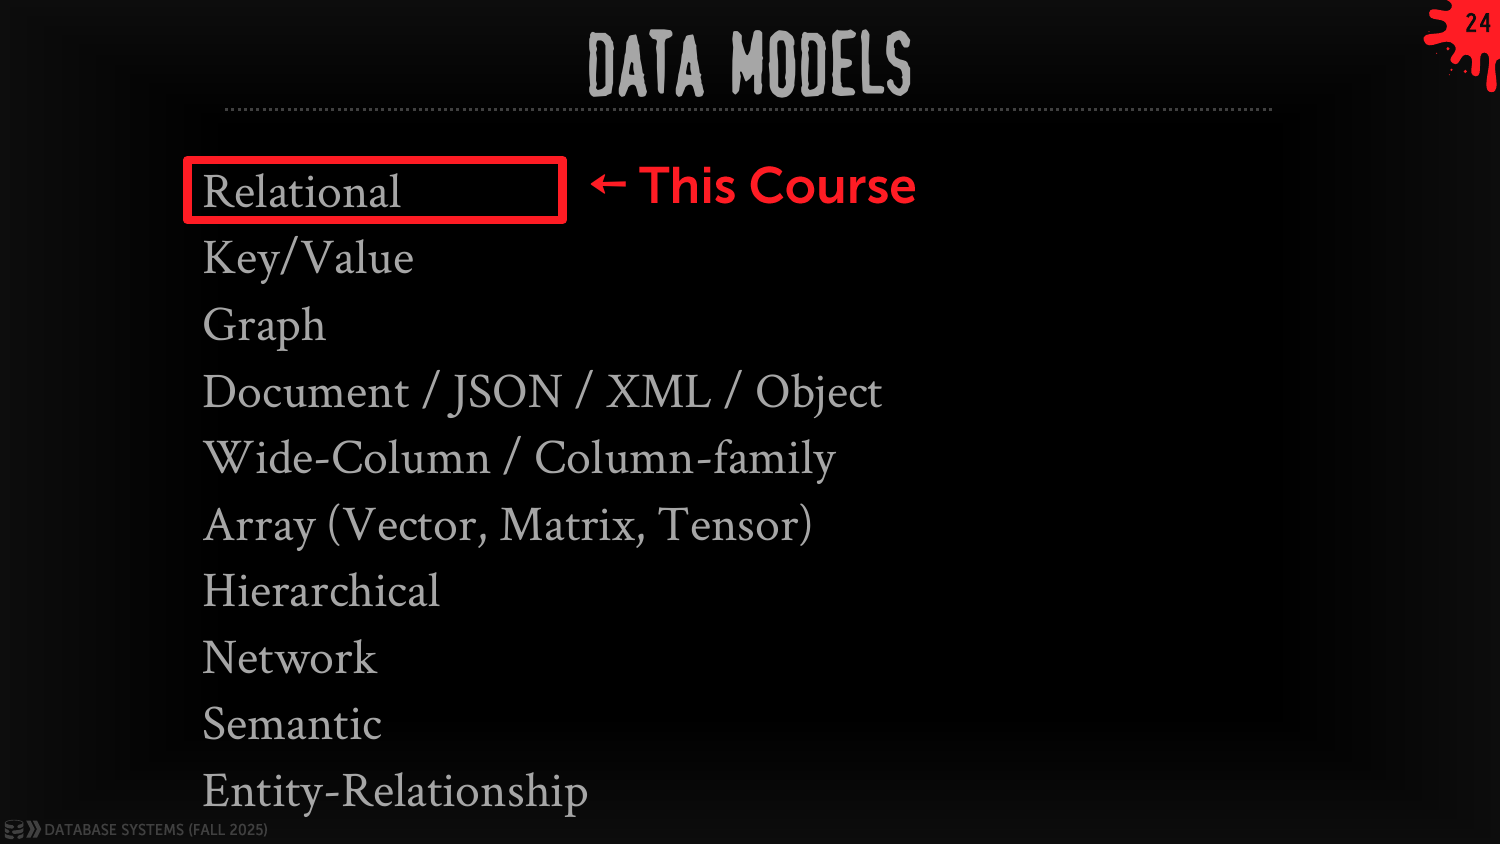 24
DATA MODELS
Relational
← This Course
Key/Value
Graph
Document / JSON / XML / Object
Wide-Column / Column-family
Array (Vector, Matrix, Tensor)
Hierarchical
Network
Semantic
Entity-Relationship
DATABASE SYSTEMS (FALL 2025)